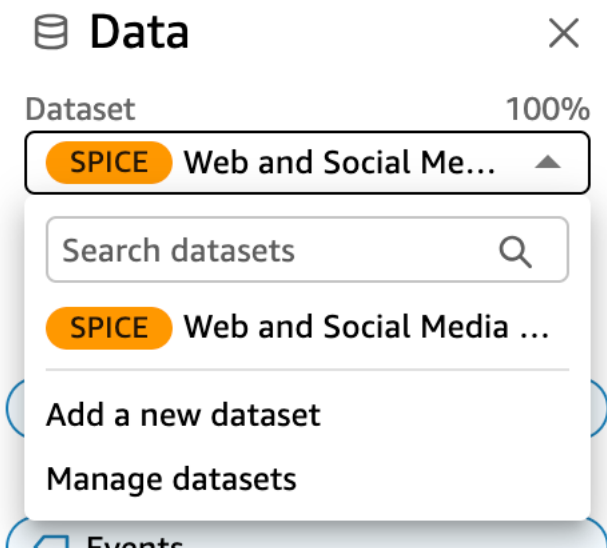 Data
Dataset 100%
SPICE Web and Social Me...
Search datasets
SPICE Web and Social Media ...
Add a new dataset
Manage datasets
Events